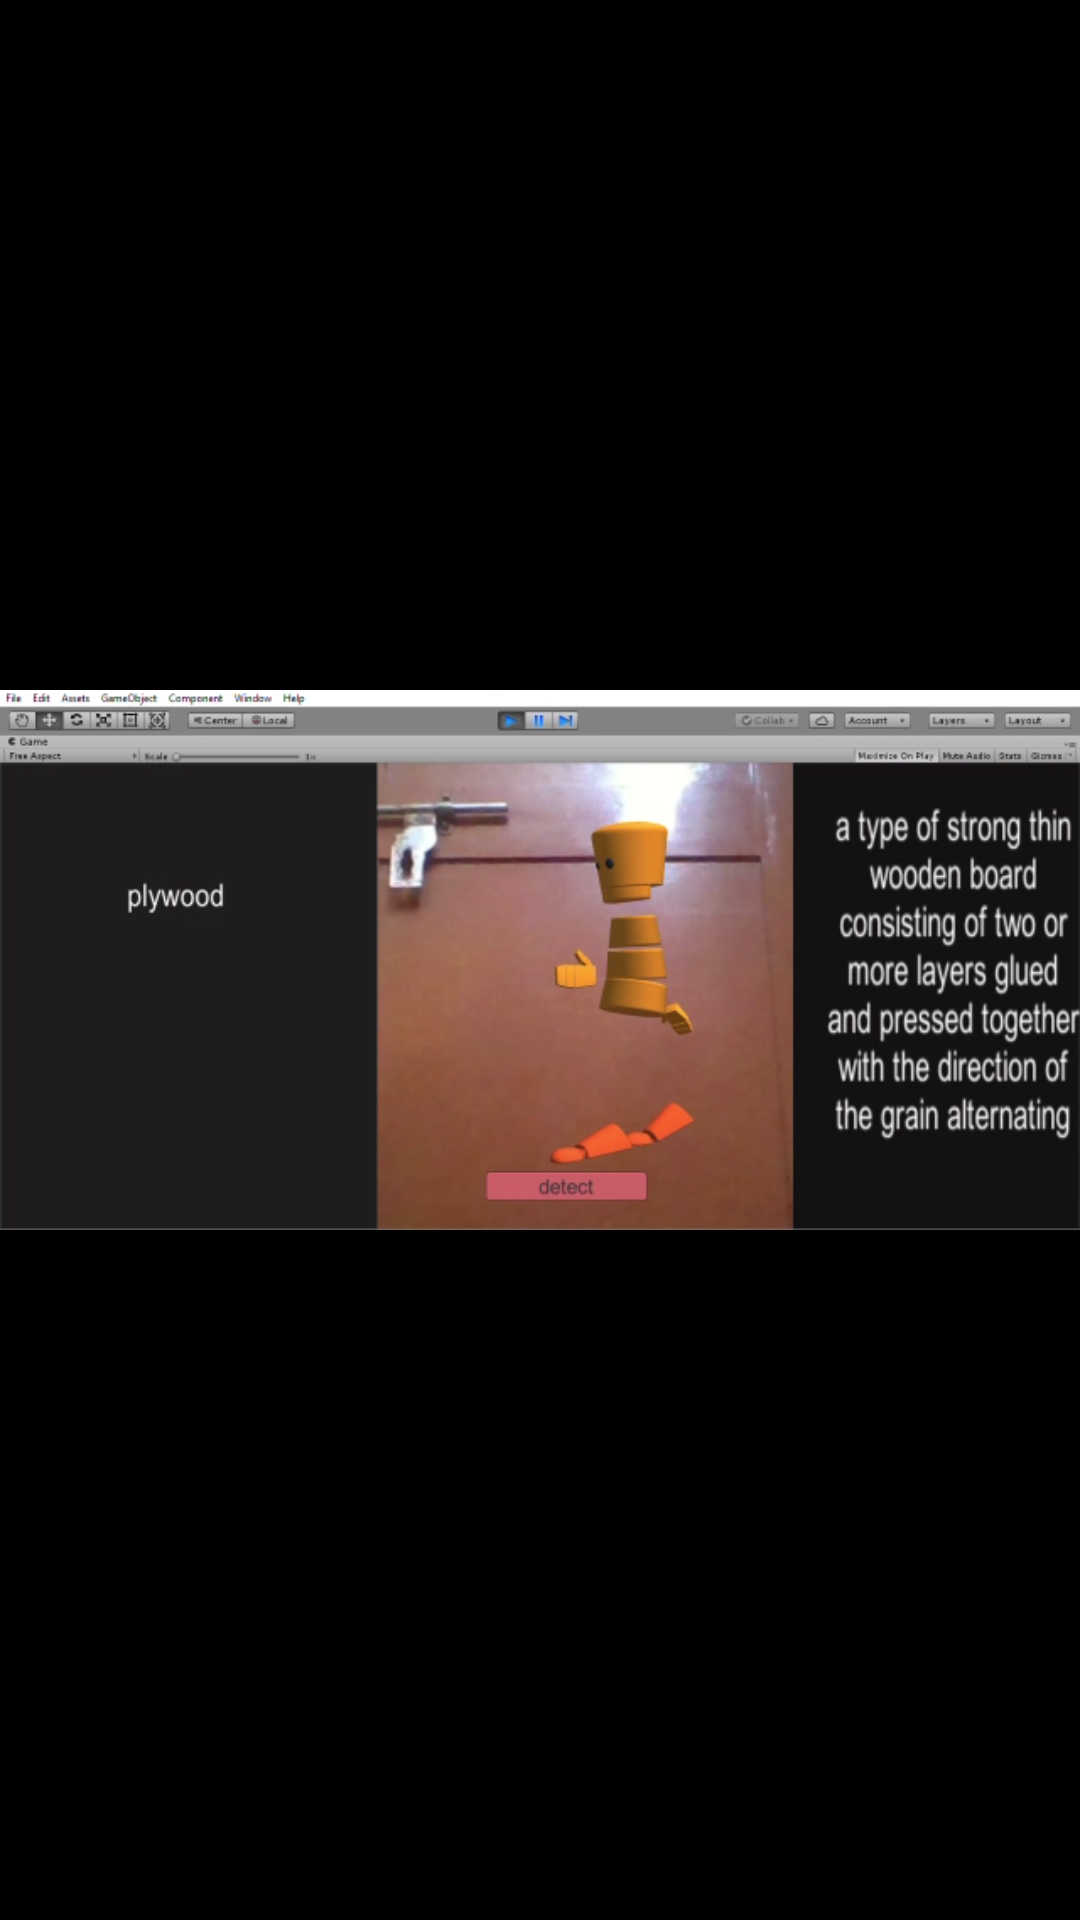 File Edit Assets GameObject Component Window Help
Center Local Collab Account Layers Layout
Game
Free Aspect Scale 1x Maximize On Play Mute Audio Stats Gizmos
plywood
a type of strong thin
wooden board
consisting of two or
more layers glued
and pressed together
with the direction of
the grain alternating
detect